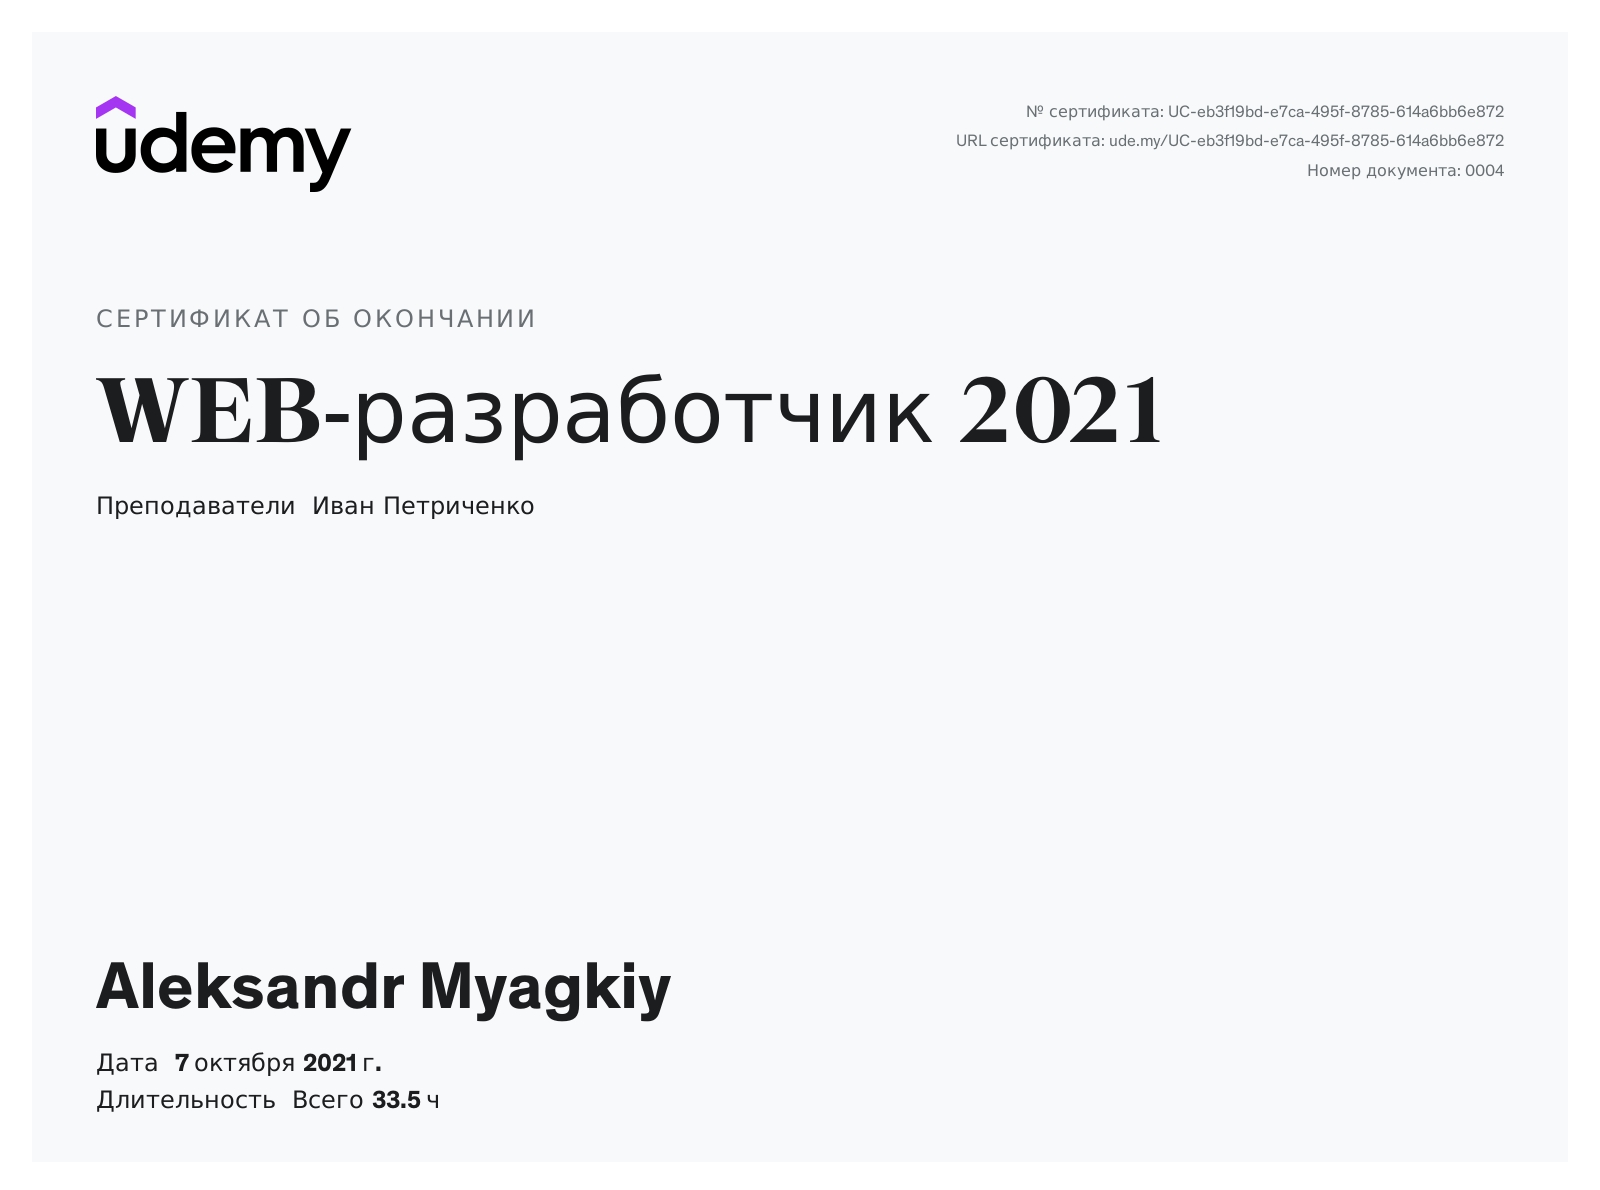 udemy
№ сертификата: UC-eb3f19bd-e7ca-495f-8785-614a6bb6e872
URL сертификата: ude.my/UC-eb3f19bd-e7ca-495f-8785-614a6bb6e872
Номер документа: 0004
СЕРТИФИКАТ ОБ ОКОНЧАНИИ
WEB-разработчик 2021
Преподаватели Иван Петриченко
Aleksandr Myagkiy
Дата 7 октября 2021 г.
Длительность Всего 33.5 ч